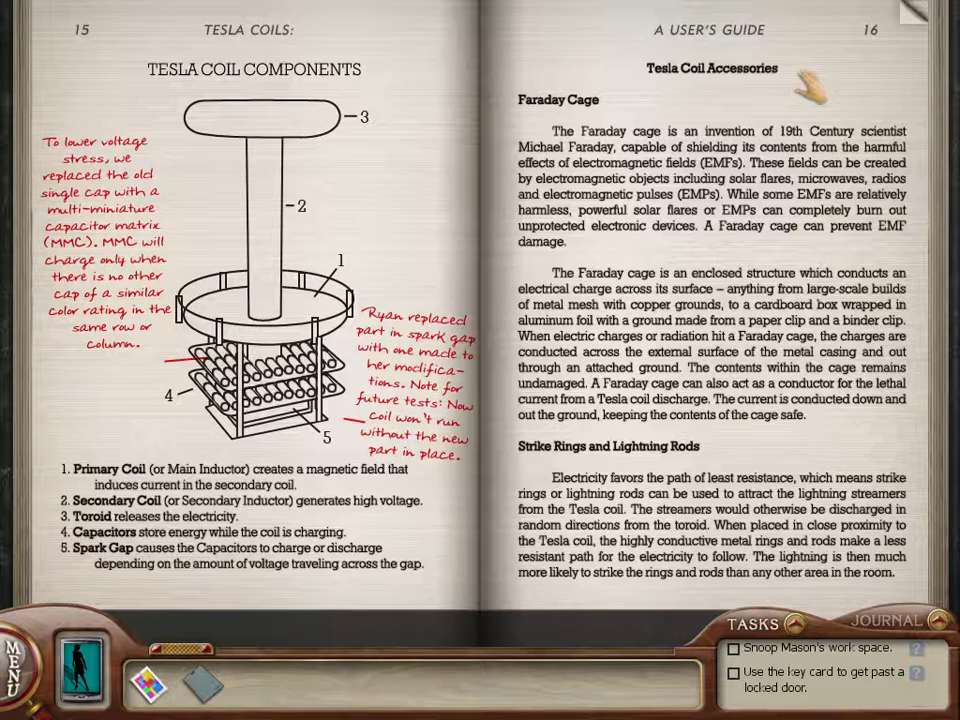 15
TESLA COILS:
TESLA COIL COMPONENTS
3
To lower voltage
stress, we
replaced the old
single cap with a
multi-miniature
capacitor matrix
(MMC). MMC will
charge only when
there is no other
cap of a similar
color rating in the
same row or
column.
2
1
Ryan replaced
part in spark gap
with one made to
her modifica-
tions. Note for
future tests: Now
coil won't run
without the new
part in place.
4
5
1. Primary Coil (or Main Inductor) creates a magnetic field that
induces current in the secondary coil.
2. Secondary Coil (or Secondary Inductor) generates high voltage.
3. Toroid releases the electricity.
4. Capacitors store energy while the coil is charging.
5. Spark Gap causes the Capacitors to charge or discharge
depending on the amount of voltage traveling across the gap.
A USER'S GUIDE
16
Tesla Coil Accessories
Faraday Cage
The Faraday cage is an invention of 19th Century scientist
Michael Faraday, capable of shielding its contents from the harmful
effects of electromagnetic fields (EMFs). These fields can be created
by electromagnetic objects including solar flares, microwaves, radios
and electromagnetic pulses (EMPs). While some EMFs are relatively
harmless, powerful solar flares or EMPs can completely burn out
unprotected electronic devices. A Faraday cage can prevent EMF
damage.
The Faraday cage is an enclosed structure which conducts an
electrical charge across its surface – anything from large-scale builds
of metal mesh with copper grounds, to a cardboard box wrapped in
aluminum foil with a ground made from a paper clip and a binder clip.
When electric charges or radiation hit a Faraday cage, the charges are
conducted across the external surface of the metal casing and out
through an attached ground. The contents within the cage remains
undamaged. A Faraday cage can also act as a conductor for the lethal
current from a Tesla coil discharge. The current is conducted down and
out the ground, keeping the contents of the cage safe.
Strike Rings and Lightning Rods
Electricity favors the path of least resistance, which means strike
rings or lightning rods can be used to attract the lightning streamers
from the Tesla coil. The streamers would otherwise be discharged in
random directions from the toroid. When placed in close proximity to
the Tesla coil, the highly conductive metal rings and rods make a less
resistant path for the electricity to follow. The lightning is then much
more likely to strike the rings and rods than any other area in the room.
MENU
TASKS
JOURNAL
Snoop Mason's work space. ?
Use the key card to get past a ?
locked door.